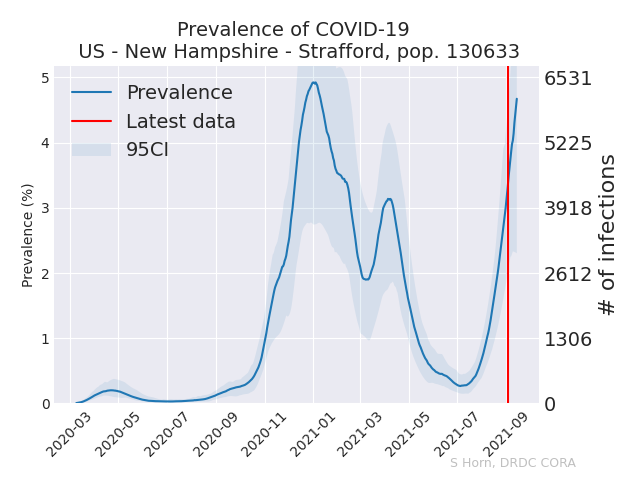 Prevalence of COVID-19
US - New Hampshire - Strafford, pop. 130633
Prevalence
Latest data
95CI
Prevalence (%)
5
4
3
2
1
0
6531
5225
3918
2612
1306
0
# of infections
2020-03
2020-05
2020-07
2020-09
2020-11
2021-01
2021-03
2021-05
2021-07
2021-09
S Horn, DRDC CORA